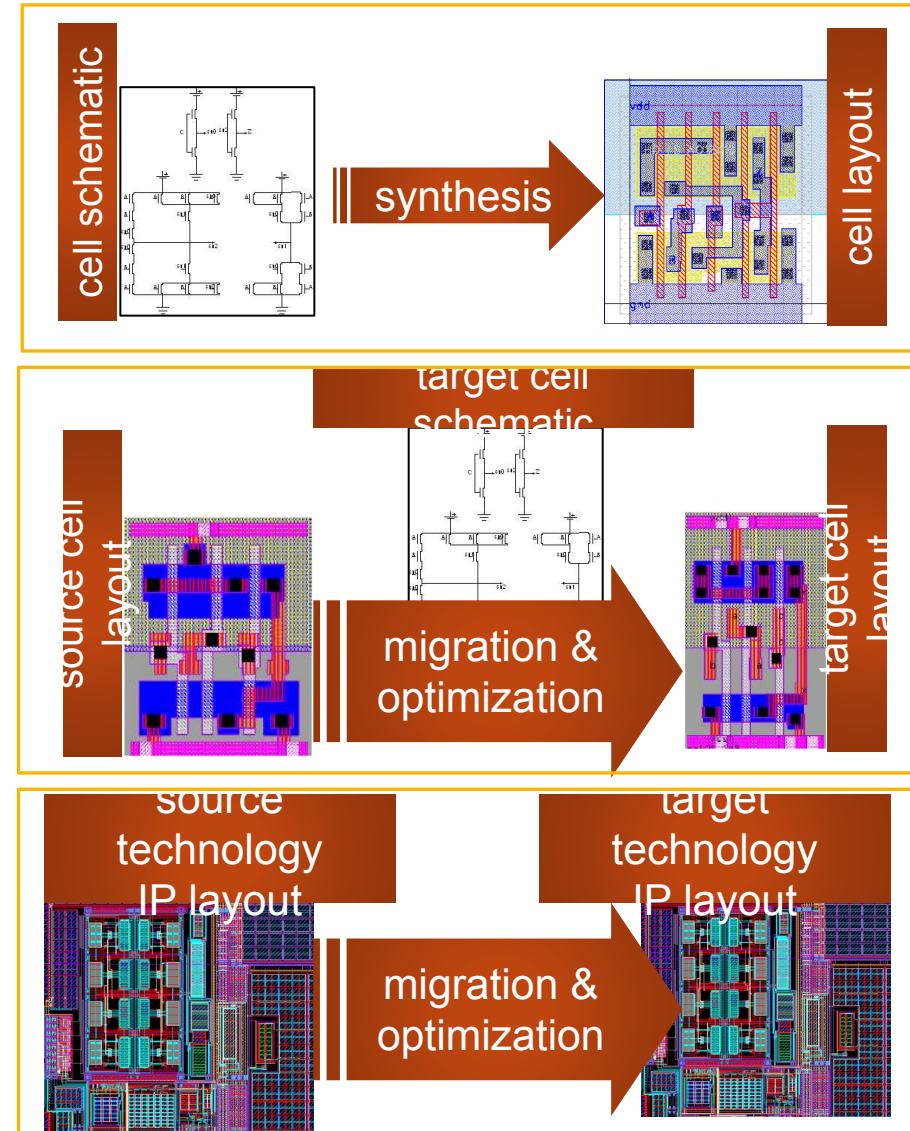 cell schematic
synthesis
vdd
gnd
cell layout
target cell
schematic
source cell
layout
migration &
optimization
target cell
layout
source
technology
IP layout
target
technology
IP layout
migration &
optimization